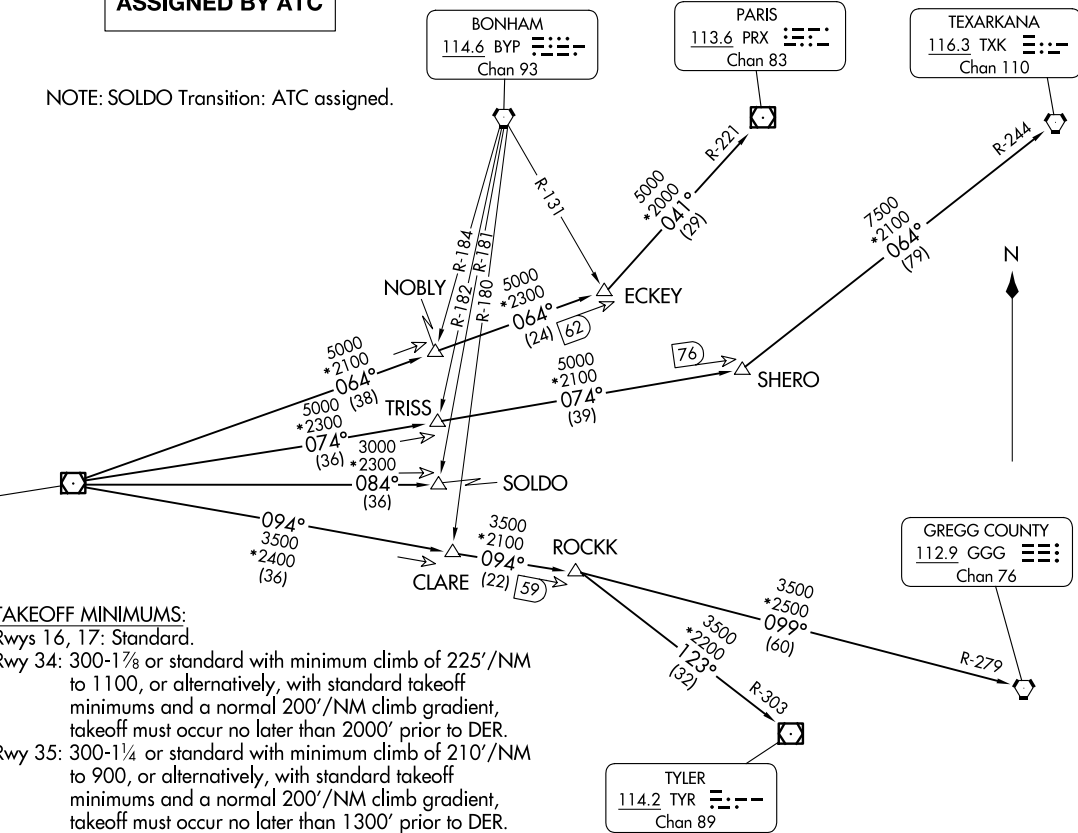 ASSIGNED BY ATC
NOTE: SOLDO Transition: ATC assigned.
BONHAM
114.6 BYP
Chan 93
PARIS
113.6 PRX
Chan 83
TEXARKANA
116.3 TXK
Chan 110
R-221
R-244
R-131
5000
*2000
041°
(29)
7500
*2100
064°
(79)
N
R-184
R-181
R-182
R-180
NOBLY
5000
*2300
064°
(24)
62
ECKEY
5000
*2100
064°
(38)
76
SHERO
5000
*2100
074°
(39)
TRISS
5000
*2300
074°
(36)
3000
*2300
084°
(36)
SOLDO
094°
3500
*2400
(36)
CLARE
3500
*2100
094°
(22)
59
ROCKK
GREGG COUNTY
112.9 GGG
Chan 76
3500
*2500
099°
(60)
R-279
3500
*2200
123°
(32)
R-303
TYLER
114.2 TYR
Chan 89
TAKEOFF MINIMUMS:
Rwys 16, 17: Standard.
Rwy 34: 300-1⅞ or standard with minimum climb of 225'/NM
to 1100, or alternatively, with standard takeoff
minimums and a normal 200'/NM climb gradient,
takeoff must occur no later than 2000' prior to DER.
Rwy 35: 300-1¼ or standard with minimum climb of 210'/NM
to 900, or alternatively, with standard takeoff
minimums and a normal 200'/NM climb gradient,
takeoff must occur no later than 1300' prior to DER.